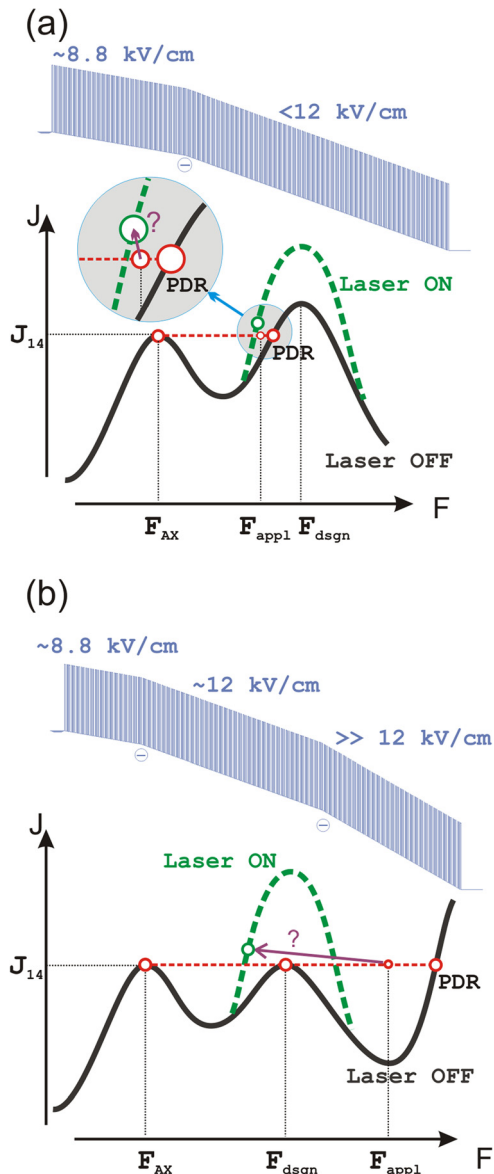 (a)
~8.8 kV/cm
<12 kV/cm
⊖
J
?
PDR
Laser ON
J14
PDR
Laser OFF
F
FAX
Fappl
Fdsgn
(b)
~8.8 kV/cm
~12 kV/cm
⊖
>> 12 kV/cm
⊖
J
Laser ON
?
J14
PDR
Laser OFF
FAX
Fdsgn
Fappl
F